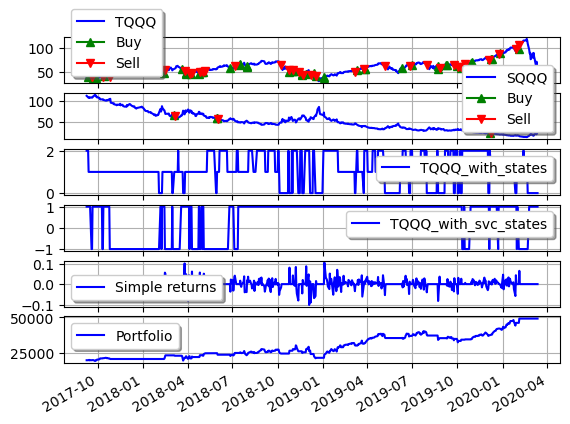 TQQQ
Buy
Sell
100
50
SQQQ
Buy
Sell
100
50
2
0
TQQQ_with_states
1
0
−1
TQQQ_with_svc_states
0.1
0.0
−0.1
Simple returns
50000
25000
Portfolio
2017-10
2018-01
2018-04
2018-07
2018-10
2019-01
2019-04
2019-07
2019-10
2020-01
2020-04